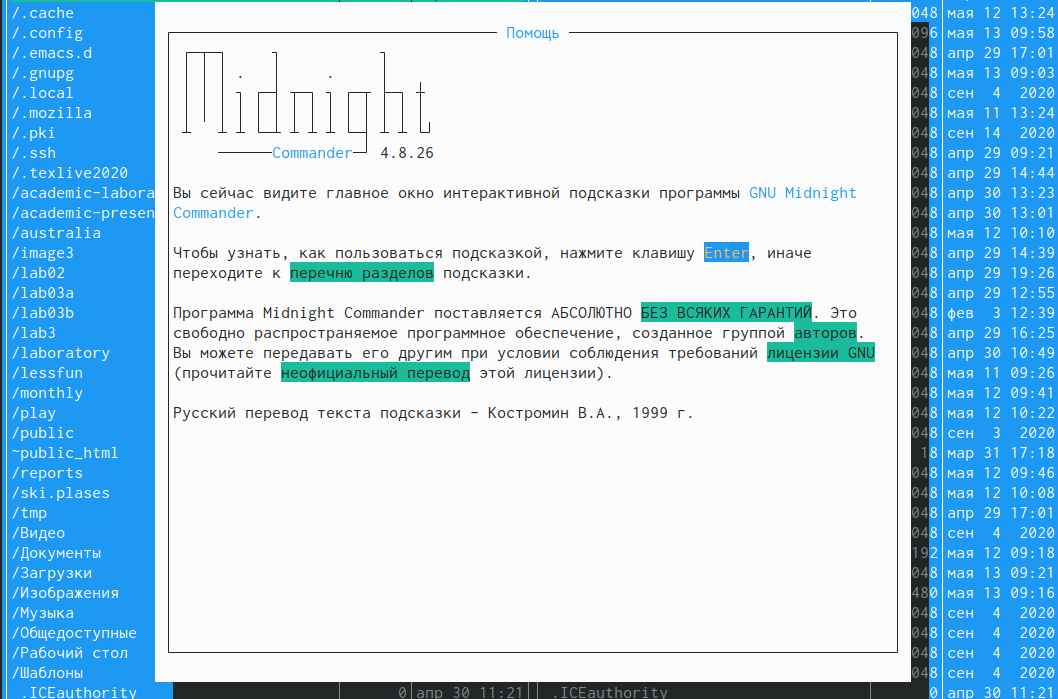 /.cache
/.config
/.emacs.d
/.gnupg
/.local
/.mozilla
/.pki
/.ssh
/.texlive2020
/academic-labora
/academic-presen
/australia
/image3
/lab02
/lab03a
/lab03b
/lab3
/laboratory
/lessfun
/monthly
/play
/public
~public_html
/reports
/ski.plases
/tmp
/Видео
/Документы
/Загрузки
/Изображения
/Музыка
/Общедоступные
/Рабочий стол
/Шаблоны
.ICEauthority
Помощь
Midnight
Commander 4.8.26
Вы сейчас видите главное окно интерактивной подсказки программы GNU Midnight
Commander.
Чтобы узнать, как пользоваться подсказкой, нажмите клавишу Enter, иначе
переходите к перечню разделов подсказки.
Программа Midnight Commander поставляется АБСОЛЮТНО БЕЗ ВСЯКИХ ГАРАНТИЙ. Это
свободно распространяемое программное обеспечение, созданное группой авторов.
Вы можете передавать его другим при условии соблюдения требований лицензии GNU
(прочитайте неофициальный перевод этой лицензии).
Русский перевод текста подсказки - Костромин В.А., 1999 г.
048 мая 12 13:24
096 мая 13 09:58
048 апр 29 17:01
048 мая 13 09:03
048 сен 4 2020
048 мая 11 13:24
048 сен 14 2020
048 апр 29 09:21
048 апр 29 14:44
048 апр 30 13:23
048 апр 30 13:01
048 мая 12 10:10
048 апр 29 14:39
048 апр 29 19:26
048 апр 29 12:55
048 фев 3 12:39
048 апр 29 16:25
048 апр 30 10:49
048 мая 11 09:26
048 мая 12 09:41
048 мая 12 10:22
048 сен 3 2020
18 мар 31 17:18
048 мая 12 09:46
048 мая 12 10:08
048 апр 29 17:01
048 сен 4 2020
192 мая 12 09:18
048 мая 13 09:21
480 мая 13 09:16
048 сен 4 2020
048 сен 4 2020
048 сен 4 2020
048 сен 4 2020
0 апр 30 11:21 .ICEauthority 0 апр 30 11:21